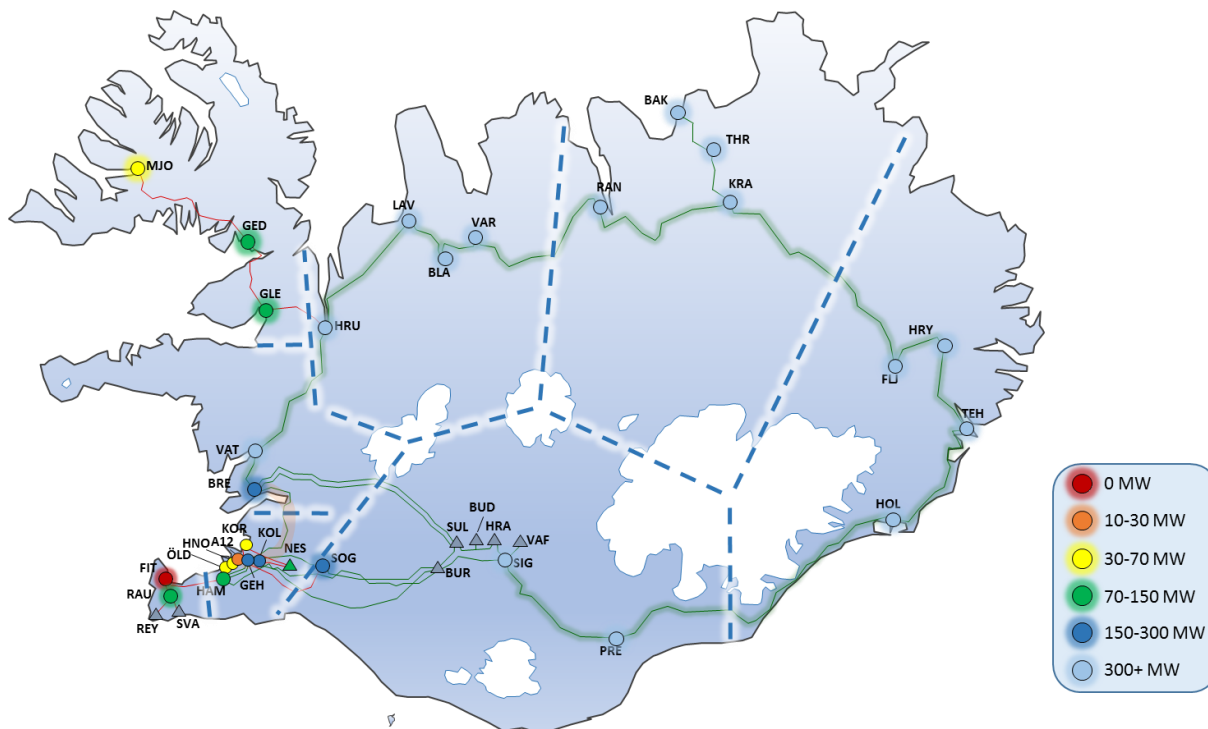 BAK
THR
MJO
KRA
RAN
LAV
VAR
GED
BLA
GLE
HRU
HRY
FLJ
TEH
VAT
BRE
HOL
BUD
SUL
HRA
KOR
VAF
HNO
A12
KOL
NES
SOG
ÖLD
SIG
FIT
GEH
BUR
HAM
RAU
REY
SVA
PRE
0 MW
10-30 MW
30-70 MW
70-150 MW
150-300 MW
300+ MW